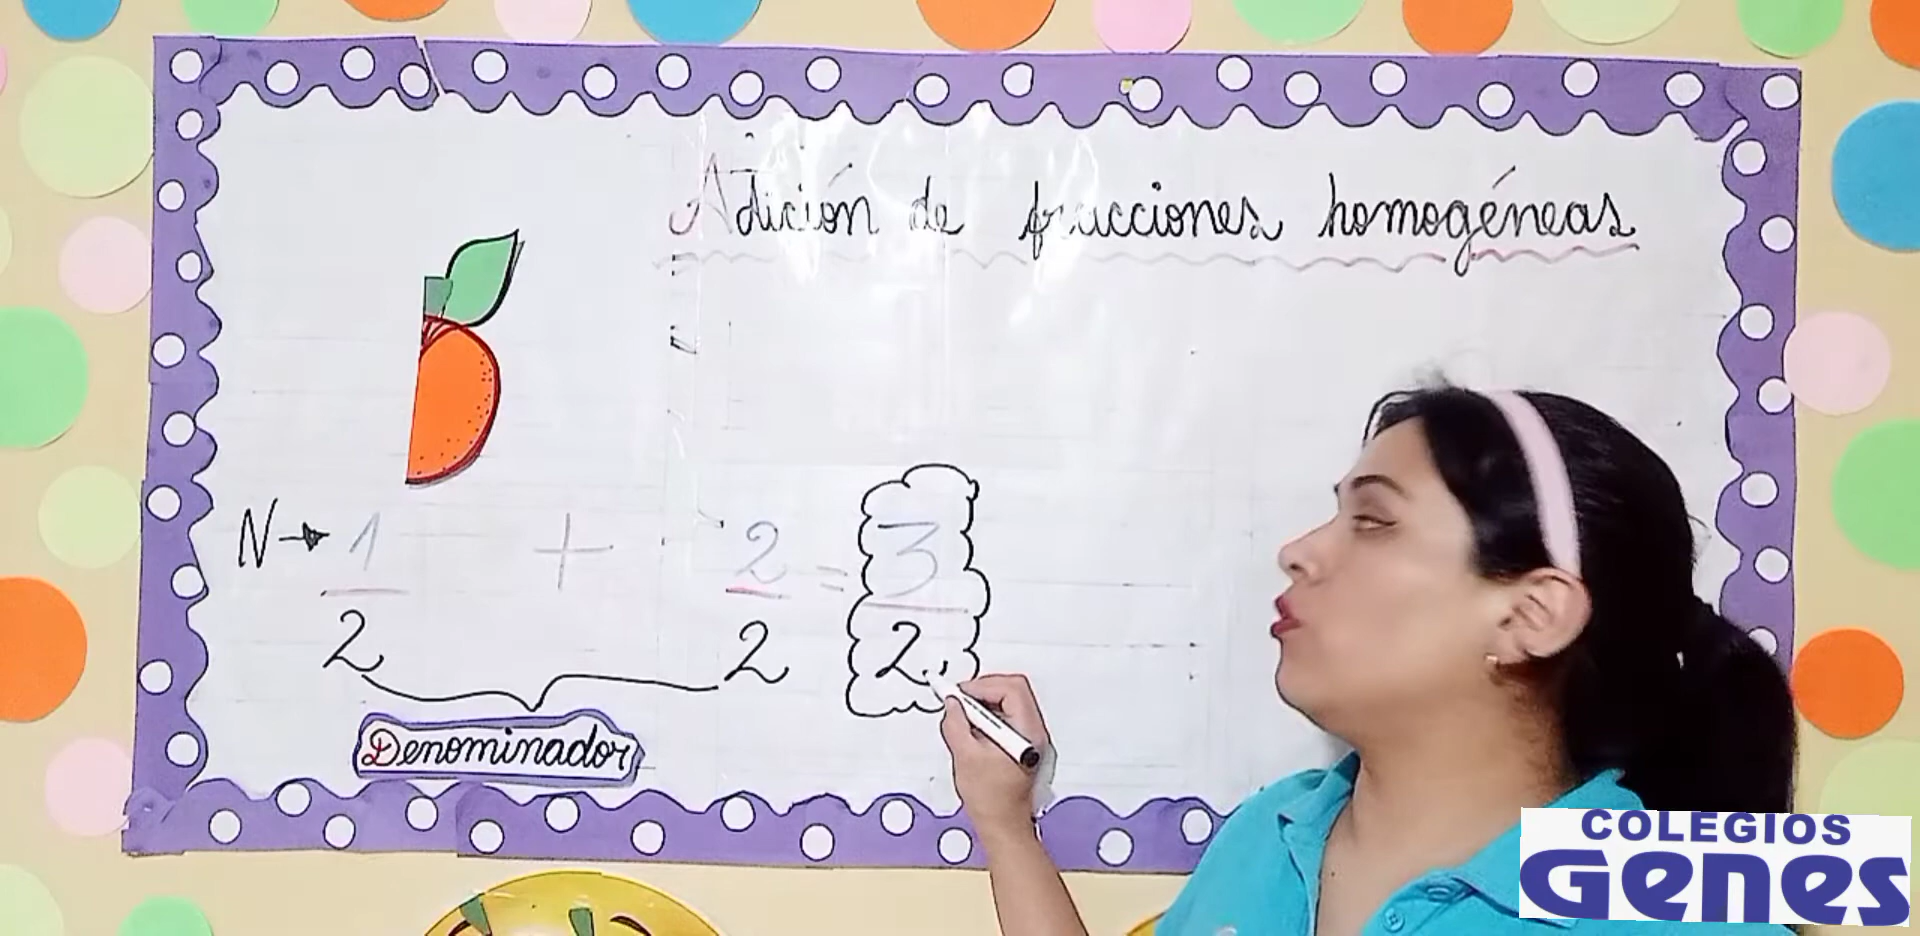 Adición de fracciones homogéneas
N → 1 + 2 = 3
2 2 2
Denominador
COLEGIOS
Genes